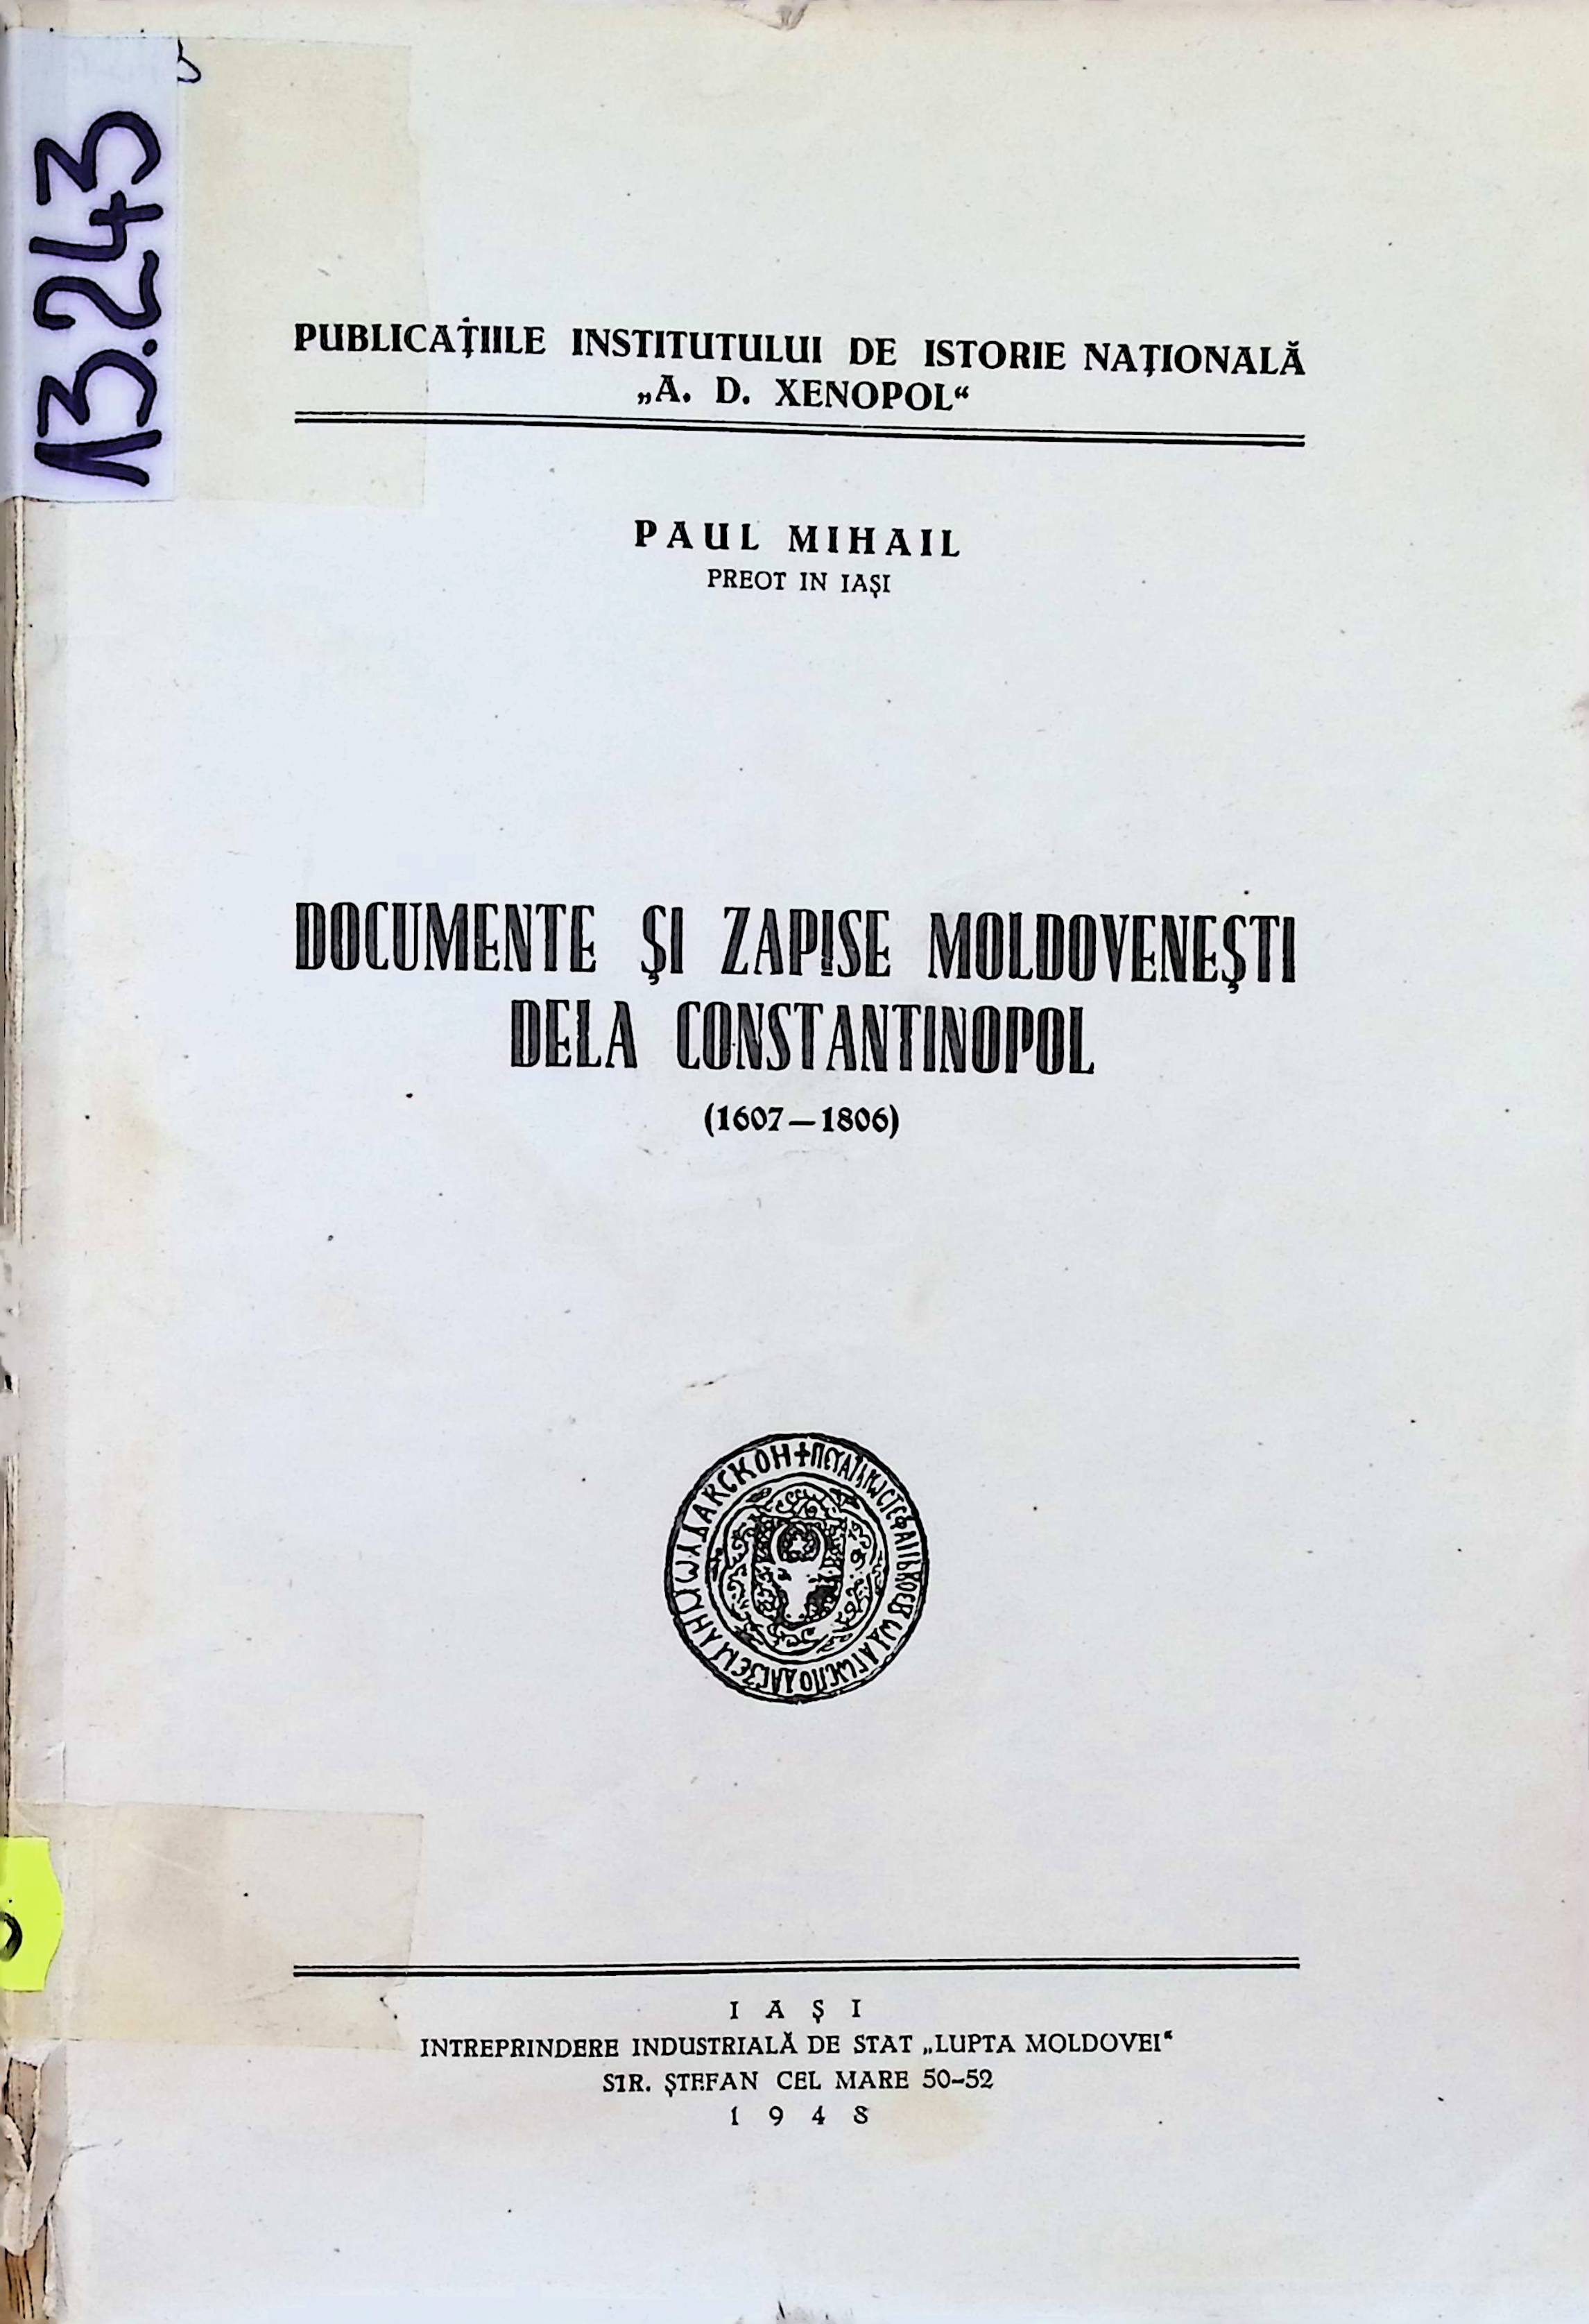 13.243
PUBLICAŢIILE INSTITUTULUI DE ISTORIE NAŢIONALĂ
„A. D. XENOPOL“
PAUL MIHAIL
PREOT IN IAŞI
DOCUMENTE ŞI ZAPISE MOLDOVENEŞTI
DELA CONSTANTINOPOL
(1607—1806)
IAŞI
INTREPRINDERE INDUSTRIALĂ DE STAT „LUPTA MOLDOVEI“
STR. ŞTEFAN CEL MARE 50–52
1948